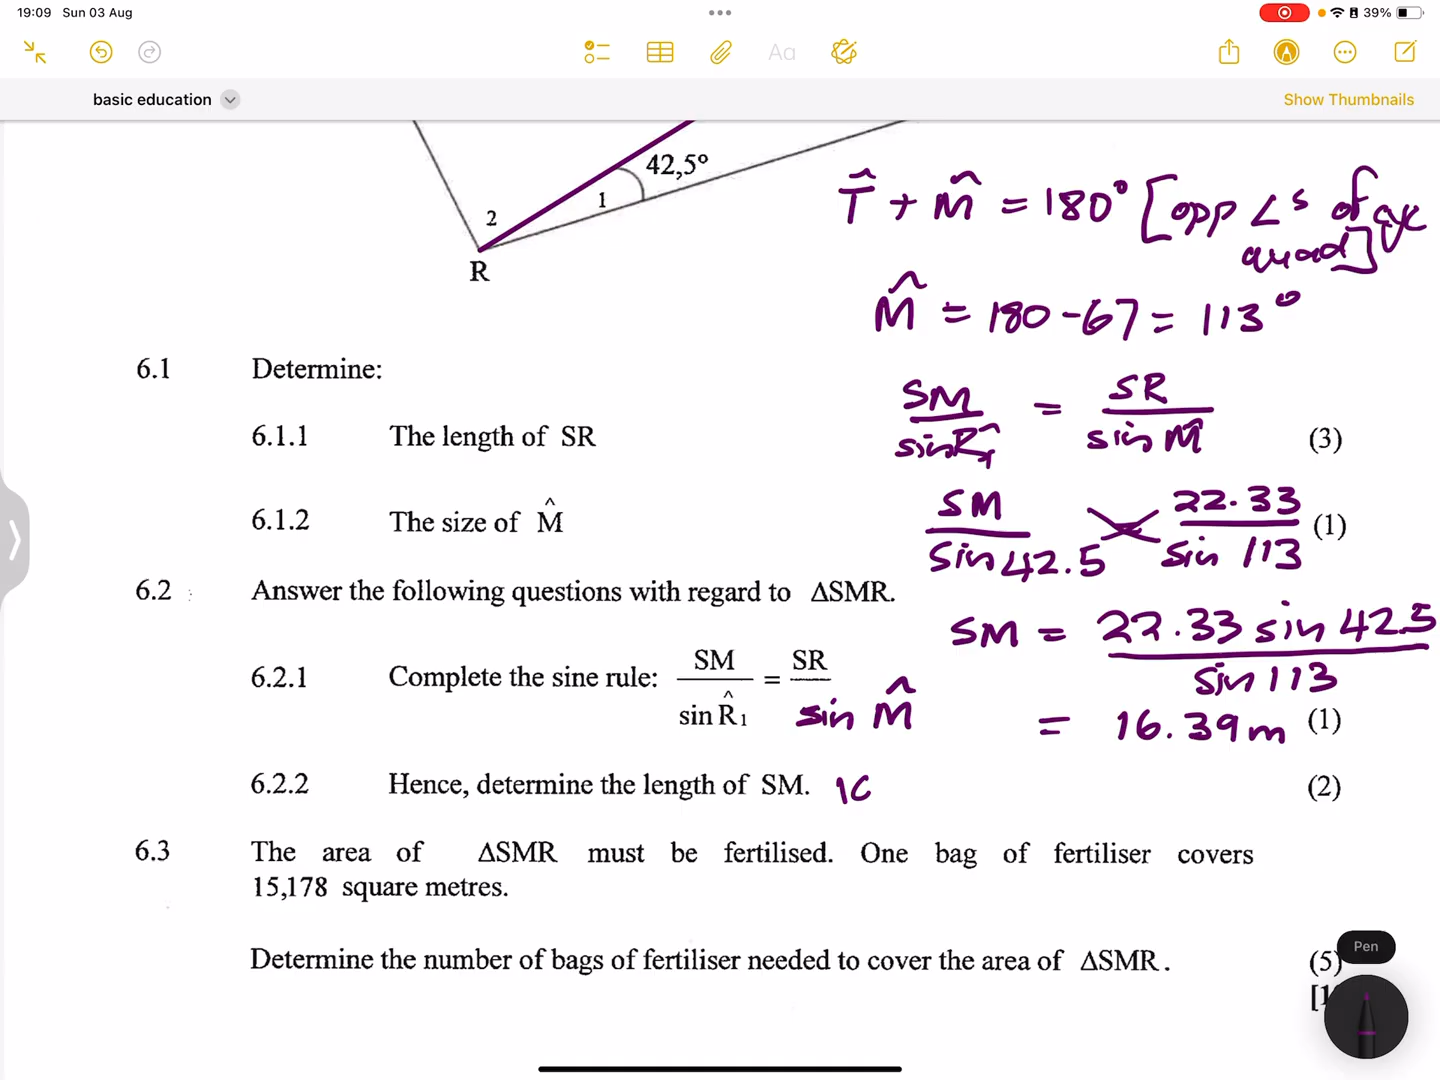 19:09 Sun 03 Aug
39%
Aa
basic education
Show Thumbnails
42,5°
1
2
R
T̂ + M̂ = 180° [opp ∠s of cyc quad]
M̂ = 180 - 67 = 113°
6.1 Determine:
SM / sin R̂₁ = SR / sin M̂
6.1.1 The length of SR (3)
SM / sin 42.5 = 22.33 / sin 113
6.1.2 The size of M̂ (1)
6.2 Answer the following questions with regard to ΔSMR.
SM = 22.33 sin 42.5 / sin 113
6.2.1 Complete the sine rule: SM / sin R̂₁ = SR / sin M̂ (1)
= 16.39m
6.2.2 Hence, determine the length of SM. (2)
6.3 The area of ΔSMR must be fertilised. One bag of fertiliser covers
15,178 square metres.
Pen
Determine the number of bags of fertiliser needed to cover the area of ΔSMR. (5)